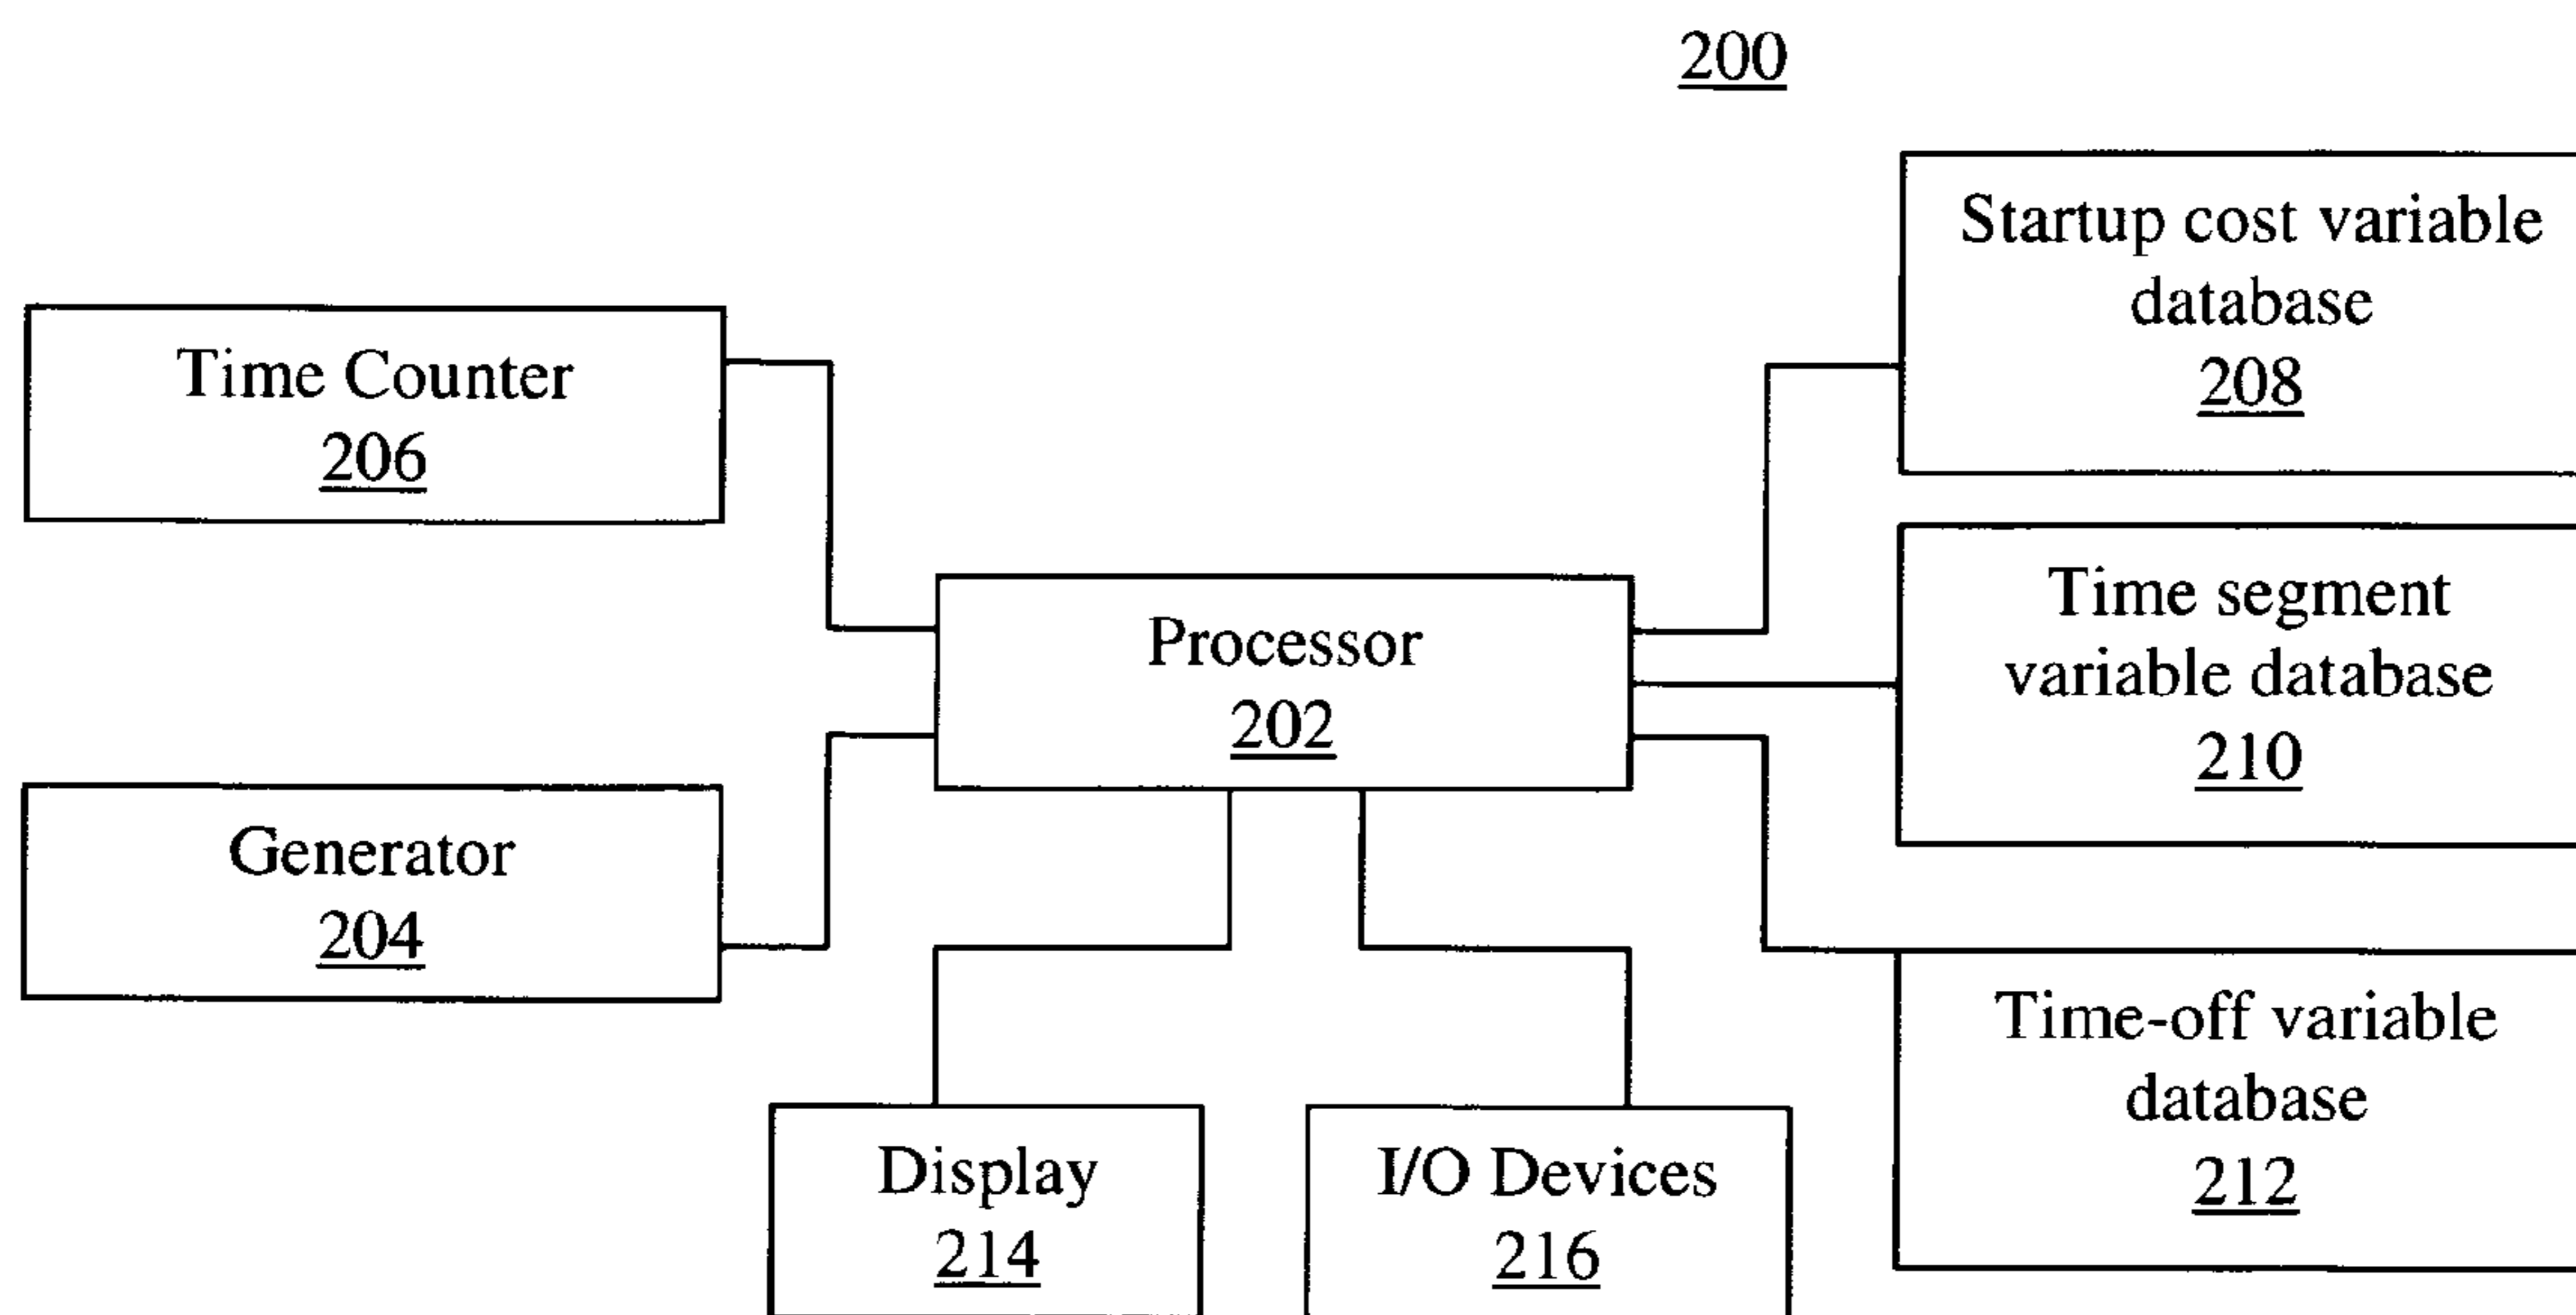 200
Startup cost variable
database
208
Time Counter
206
Time segment
variable database
210
Processor
202
Generator
204
Time-off variable
database
212
Display
214
I/O Devices
216